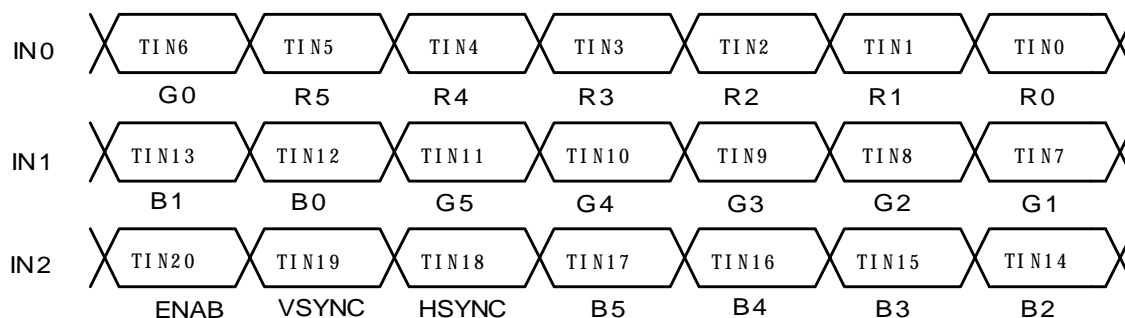 IN0 TIN6 TIN5 TIN4 TIN3 TIN2 TIN1 TIN0
G0 R5 R4 R3 R2 R1 R0
IN1 TIN13 TIN12 TIN11 TIN10 TIN9 TIN8 TIN7
B1 B0 G5 G4 G3 G2 G1
IN2 TIN20 TIN19 TIN18 TIN17 TIN16 TIN15 TIN14
ENAB VSYNC HSYNC B5 B4 B3 B2